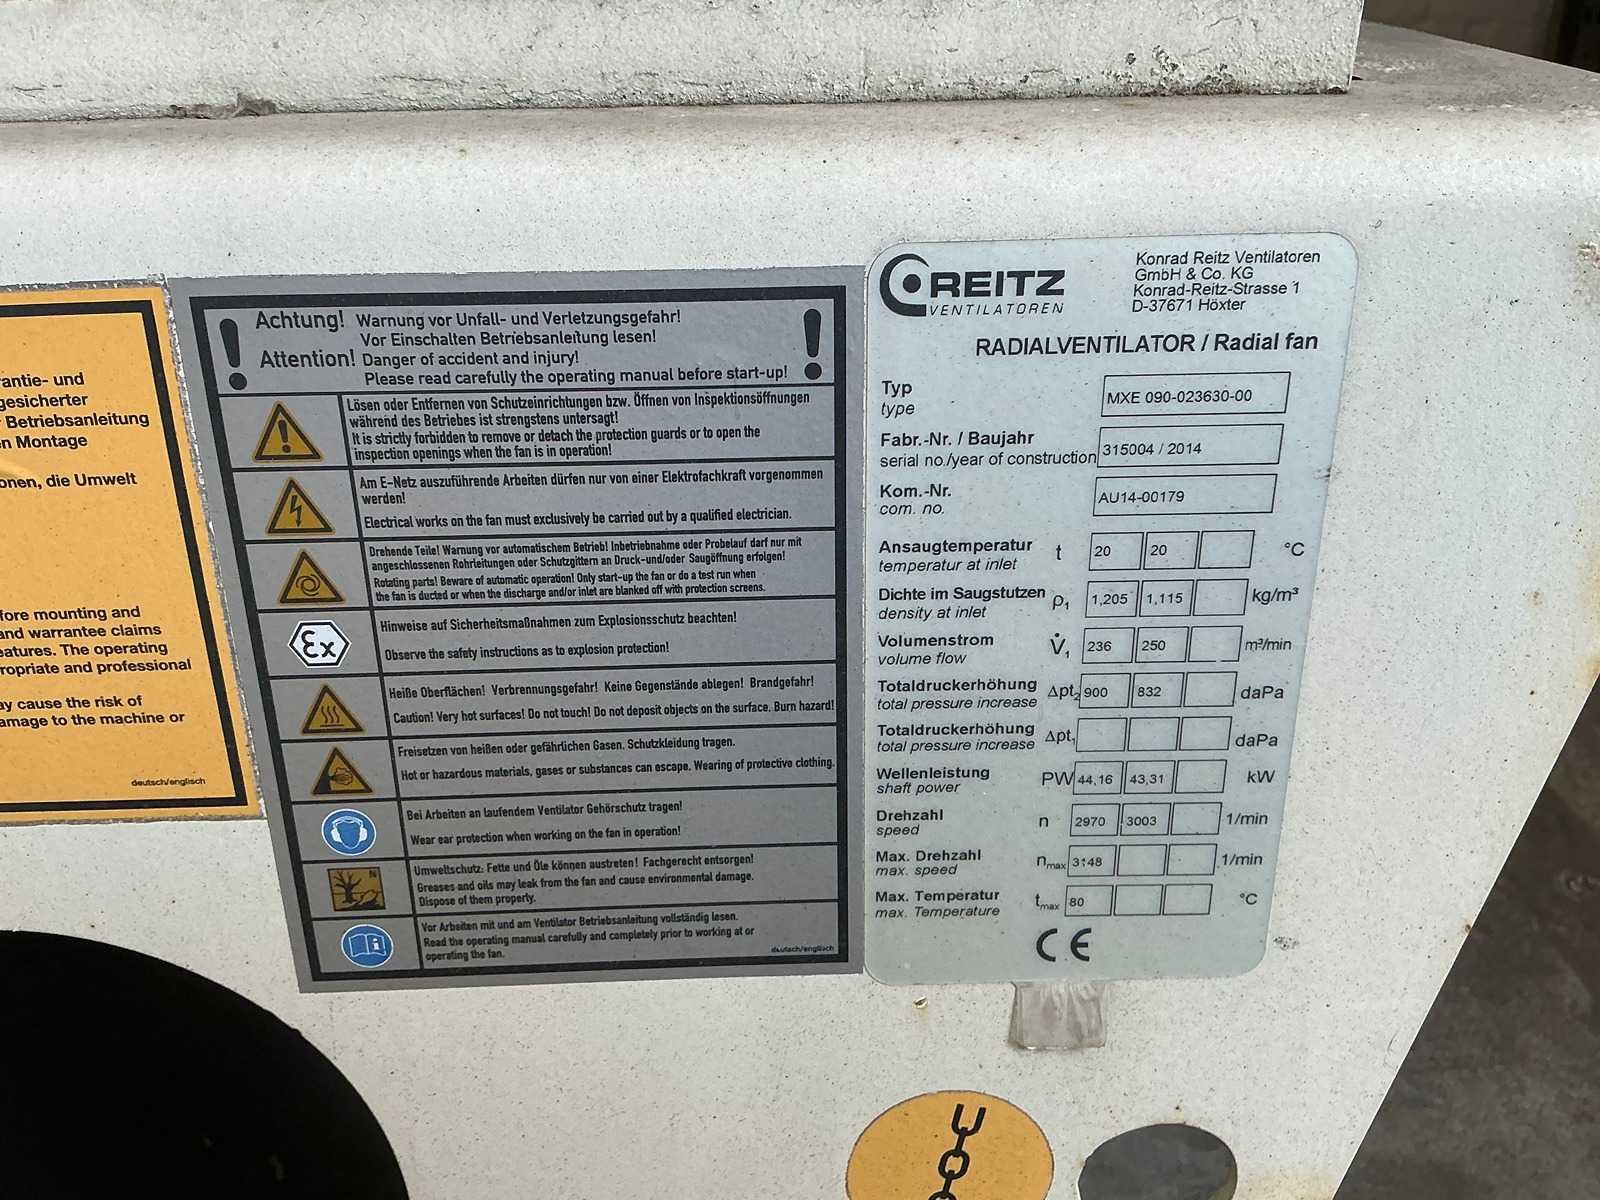 rantie- und
gesicherter
r Betriebsanleitung
en Montage
onen, die Umwelt
fore mounting and
and warrantee claims
eatures. The operating
ropriate and professional
ay cause the risk of
amage to the machine or
deutsch/englisch
Achtung! Warnung vor Unfall- und Verletzungsgefahr!
Vor Einschalten Betriebsanleitung lesen!
Attention! Danger of accident and injury!
Please read carefully the operating manual before start-up!
Lösen oder Entfernen von Schutzeinrichtungen bzw. Öffnen von Inspektionsöffnungen
während des Betriebes ist strengstens untersagt!
It is strictly forbidden to remove or detach the protection guards or to open the
inspection openings when the fan is in operation!
Am E-Netz auszuführende Arbeiten dürfen nur von einer Elektrofachkraft vorgenommen
werden!
Electrical works on the fan must exclusively be carried out by a qualified electrician.
Drehende Teile! Warnung vor automatischem Betrieb! Inbetriebnahme oder Probelauf darf nur mit
angeschlossenen Rohrleitungen oder Schutzgittern an Druck-und/oder Saugöffnung erfolgen!
Rotating parts! Beware of automatic operation! Only start-up the fan or do a test run when
the fan is ducted or when the discharge and/or inlet are blanked off with protection screens.
Ex
Hinweise auf Sicherheitsmaßnahmen zum Explosionsschutz beachten!
Observe the safety instructions as to explosion protection!
Heiße Oberflächen! Verbrennungsgefahr! Keine Gegenstände ablegen! Brandgefahr!
Caution! Very hot surfaces! Do not touch! Do not deposit objects on the surface. Burn hazard!
Freisetzen von heißen oder gefährlichen Gasen. Schutzkleidung tragen.
Hot or hazardous materials, gases or substances can escape. Wearing of protective clothing.
Bei Arbeiten an laufendem Ventilator Gehörschutz tragen!
Wear ear protection when working on the fan in operation!
N
Umweltschutz: Fette und Öle können austreten! Fachgerecht entsorgen!
Greases and oils may leak from the fan and cause environmental damage.
Dispose of them properly.
Vor Arbeiten mit und am Ventilator Betriebsanleitung vollständig lesen.
Read the operating manual carefully and completely prior to working at or
operating the fan.
deutsch/englisch
REITZ
VENTILATOREN
Konrad Reitz Ventilatoren
GmbH & Co. KG
Konrad-Reitz-Strasse 1
D-37671 Höxter
RADIALVENTILATOR / Radial fan
Typ
type
MXE 090-023630-00
Fabr.-Nr. / Baujahr
serial no./year of construction
315004 / 2014
Kom.-Nr.
com. no.
AU14-00179
Ansaugtemperatur
temperatur at inlet
t 20 20 °C
Dichte im Saugstutzen
density at inlet
ρ₁ 1,205 1,115 kg/m³
Volumenstrom
volume flow
V̇₁ 236 250 m³/min
Totaldruckerhöhung
total pressure increase
Δpt₂ 900 832 daPa
Totaldruckerhöhung
total pressure increase
Δpt₁ daPa
Wellenleistung
shaft power
PW 44,16 43,31 kW
Drehzahl
speed
n 2970 3003 1/min
Max. Drehzahl
max. speed
nmax 3148 1/min
Max. Temperatur
max. Temperature
tmax 80 °C
CE